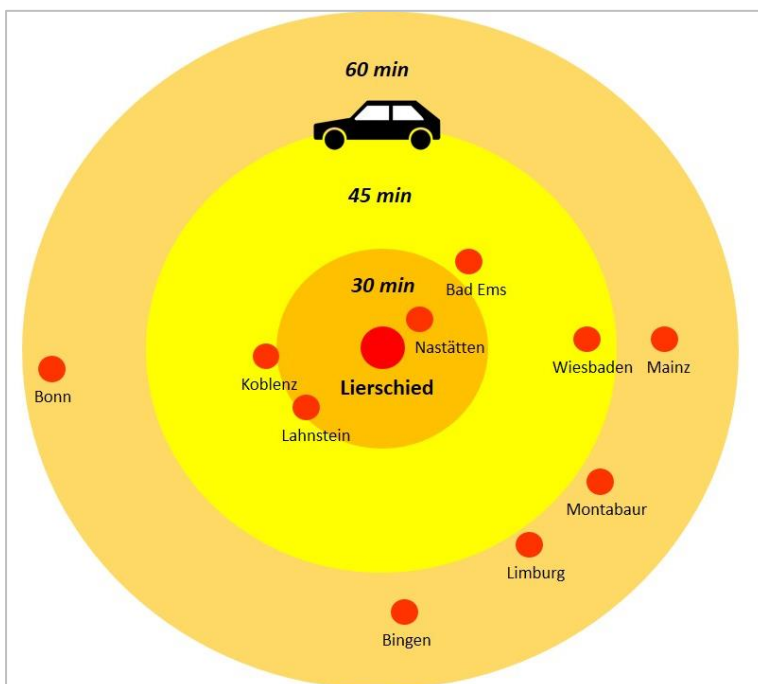 60 min
45 min
30 min
Bad Ems
Nastätten
Koblenz
Lierschied
Lahnstein
Wiesbaden
Mainz
Bonn
Montabaur
Limburg
Bingen